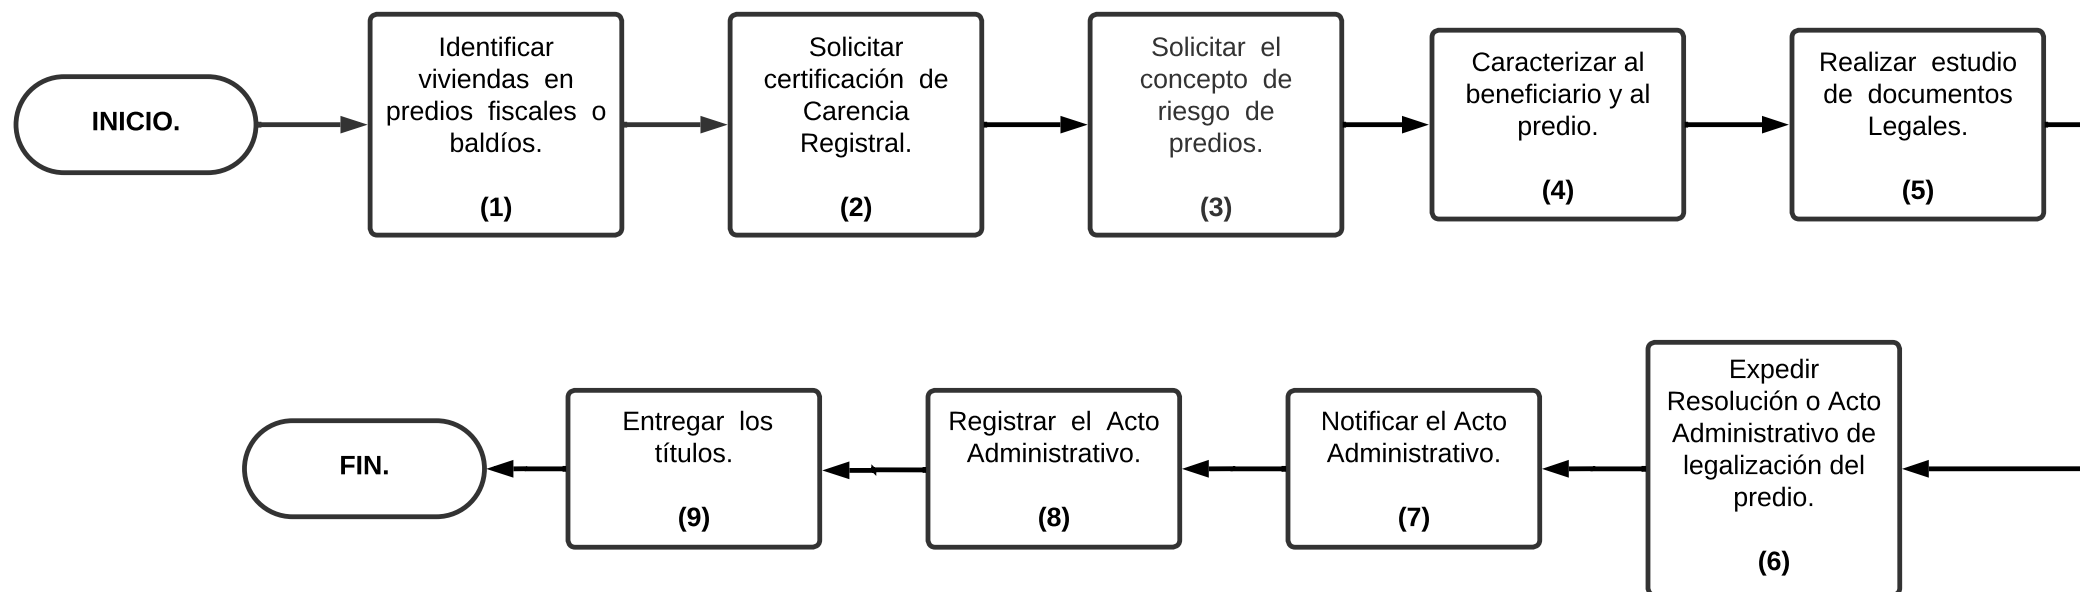 INICIO.
Identificar
viviendas en
predios fiscales o
baldíos.
(1)
Solicitar
certificación de
Carencia
Registral.
(2)
Solicitar el
concepto de
riesgo de
predios.
(3)
Caracterizar al
beneficiario y al
predio.
(4)
Realizar estudio
de documentos
Legales.
(5)
Expedir
Resolución o Acto
Administrativo de
legalización del
predio.
(6)
Notificar el Acto
Administrativo.
(7)
Registrar el Acto
Administrativo.
(8)
Entregar los
títulos.
(9)
FIN.